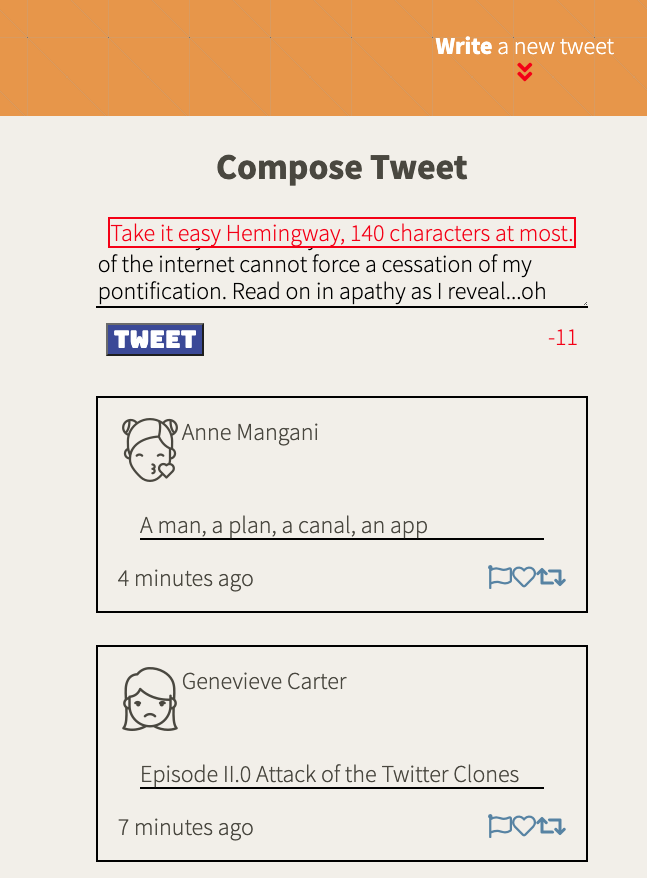 Write a new tweet
Compose Tweet
Take it easy Hemingway, 140 characters at most.
of the internet cannot force a cessation of my
pontification. Read on in apathy as I reveal...oh
TWEET
-11
Anne Mangani
A man, a plan, a canal, an app
4 minutes ago
Genevieve Carter
Episode II.0 Attack of the Twitter Clones
7 minutes ago